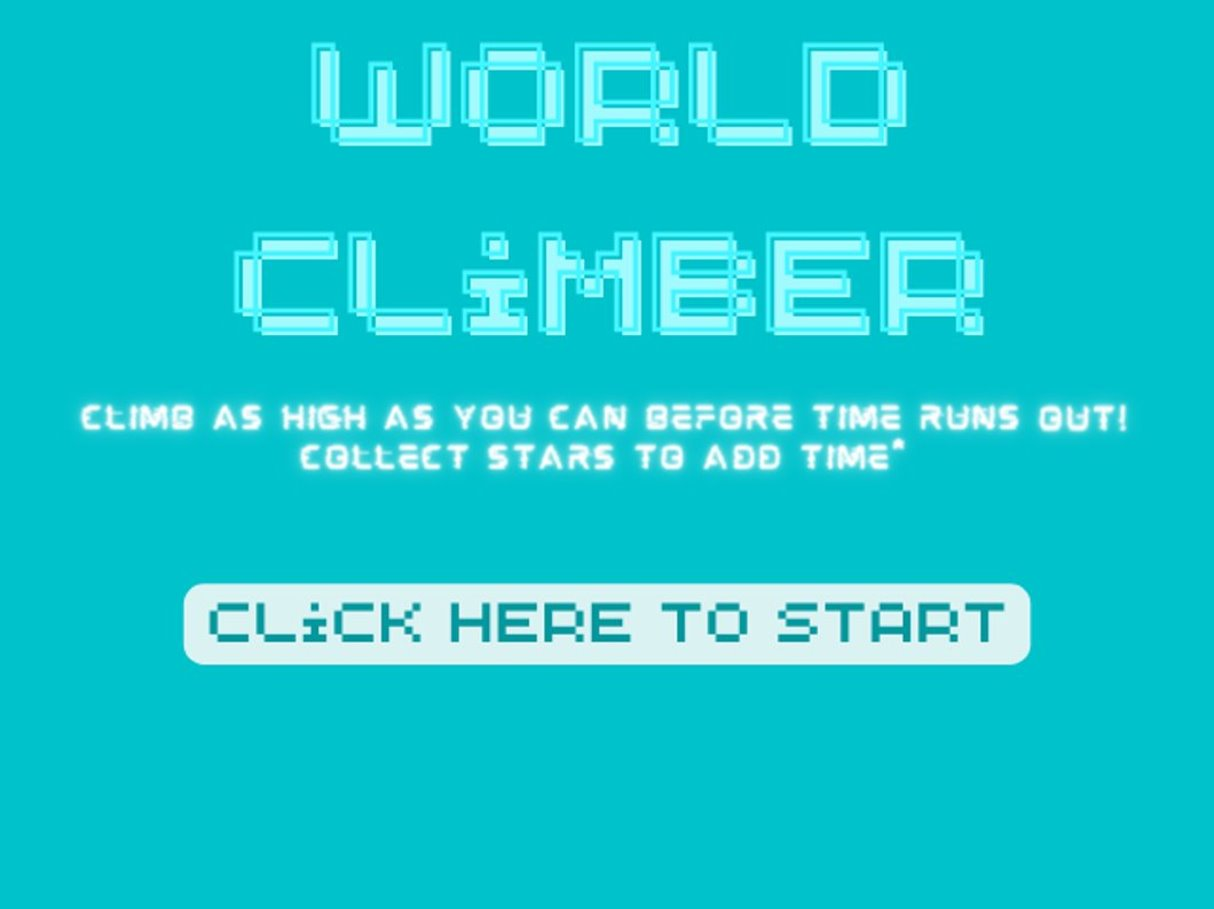 WORLD
CLiMBER
CLIMB AS HIGH AS YOU CAN BEFORE TIME RUNS OUT!
COLLECT STARS TO ADD TIME*
CLiCK HERE TO START